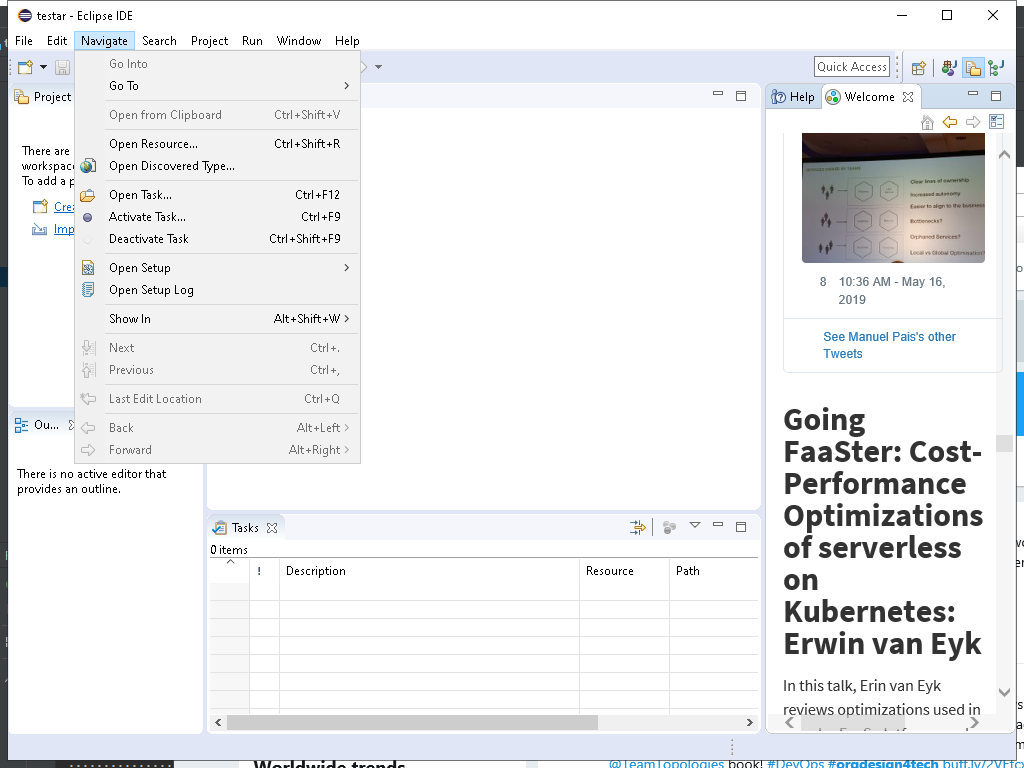 testar - Eclipse IDE
File Edit Navigate Search Project Run Window Help
Quick Access
Go Into
Go To
Open from Clipboard Ctrl+Shift+V
Open Resource... Ctrl+Shift+R
Open Discovered Type...
Open Task... Ctrl+F12
Activate Task... Ctrl+F9
Deactivate Task Ctrl+Shift+F9
Open Setup
Open Setup Log
Show In Alt+Shift+W
Next Ctrl+.
Previous Ctrl+,
Last Edit Location Ctrl+Q
Back Alt+Left
Forward Alt+Right
Project
There are
workspac
To add a p
Crea
Imp
Ou...
There is no active editor that
provides an outline.
Tasks
0 items
! Description Resource Path
Help Welcome
Clear lines of ownership
Increased autonomy
Easier to align to the business
Bottlenecks?
Orphaned Services?
Local vs Global Optimisation?
8 10:36 AM - May 16,
2019
See Manuel Pais's other
Tweets
Going
FaaSter: Cost-
Performance
Optimizations
of serverless
on
Kubernetes:
Erwin van Eyk
In this talk, Erin van Eyk
reviews optimizations used in
Worldwide trends
@TeamTopologies book! #DevOps #orgdesign4tech buff.ly/2VFfcx